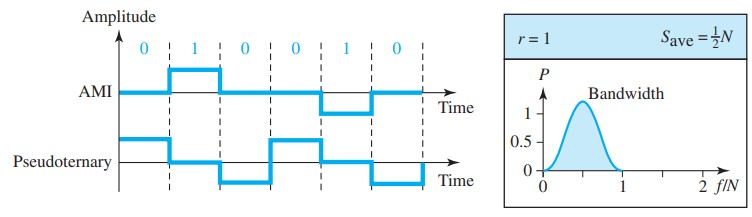 Amplitude
0 1 0 0 1 0
AMI
Time
Pseudoternary
Time
r = 1 Save = 1/2 N
P
Bandwidth
1
0.5
0
0 1 2 f/N